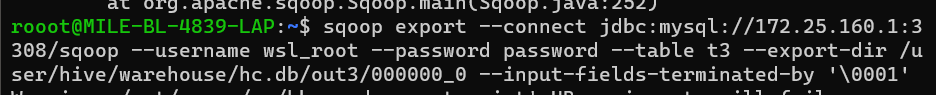 at org.apache.sqoop.Sqoop.main(Sqoop.java:252)
rooot@MILE-BL-4839-LAP:~$ sqoop export --connect jdbc:mysql://172.25.160.1:3
308/sqoop --username wsl_root --password password --table t3 --export-dir /u
ser/hive/warehouse/hc.db/out3/000000_0 --input-fields-terminated-by '\0001'